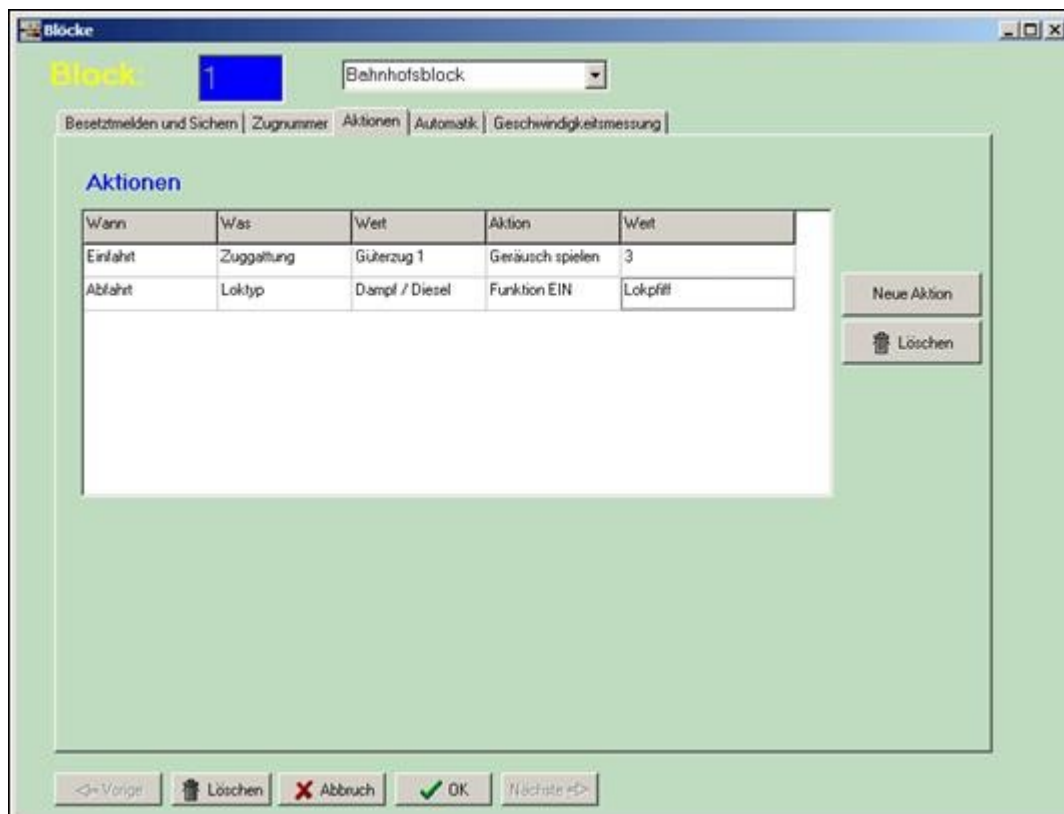 Blöcke
Block: 1 Bahnhofsblock
Besetztmelden und Sichern Zugnummer Aktionen Automatik Geschwindigkeitsmessung
Aktionen
Wann Was Wert Aktion Wert
Einfahrt Zuggattung Güterzug 1 Geräusch spielen 3
Abfahrt Loktyp Dampf / Diesel Funktion EIN Lokpfiff
Neue Aktion
Löschen
Vorige Löschen Abbruch OK Nächste